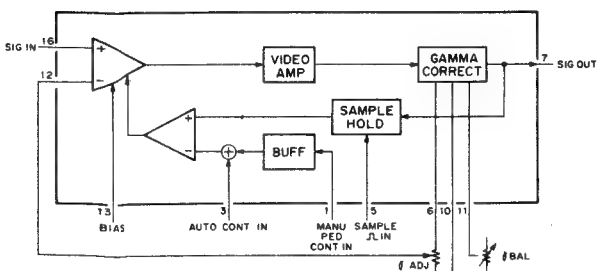 SIG IN 16
12
VIDEO AMP
GAMMA CORRECT
7 SIG OUT
SAMPLE HOLD
BUFF
+
−
+
−
+
13 BIAS
3 AUTO CONT IN
1 MANU PED CONT IN
5 SAMPLE IN
6 10 11
ADJ
BAL